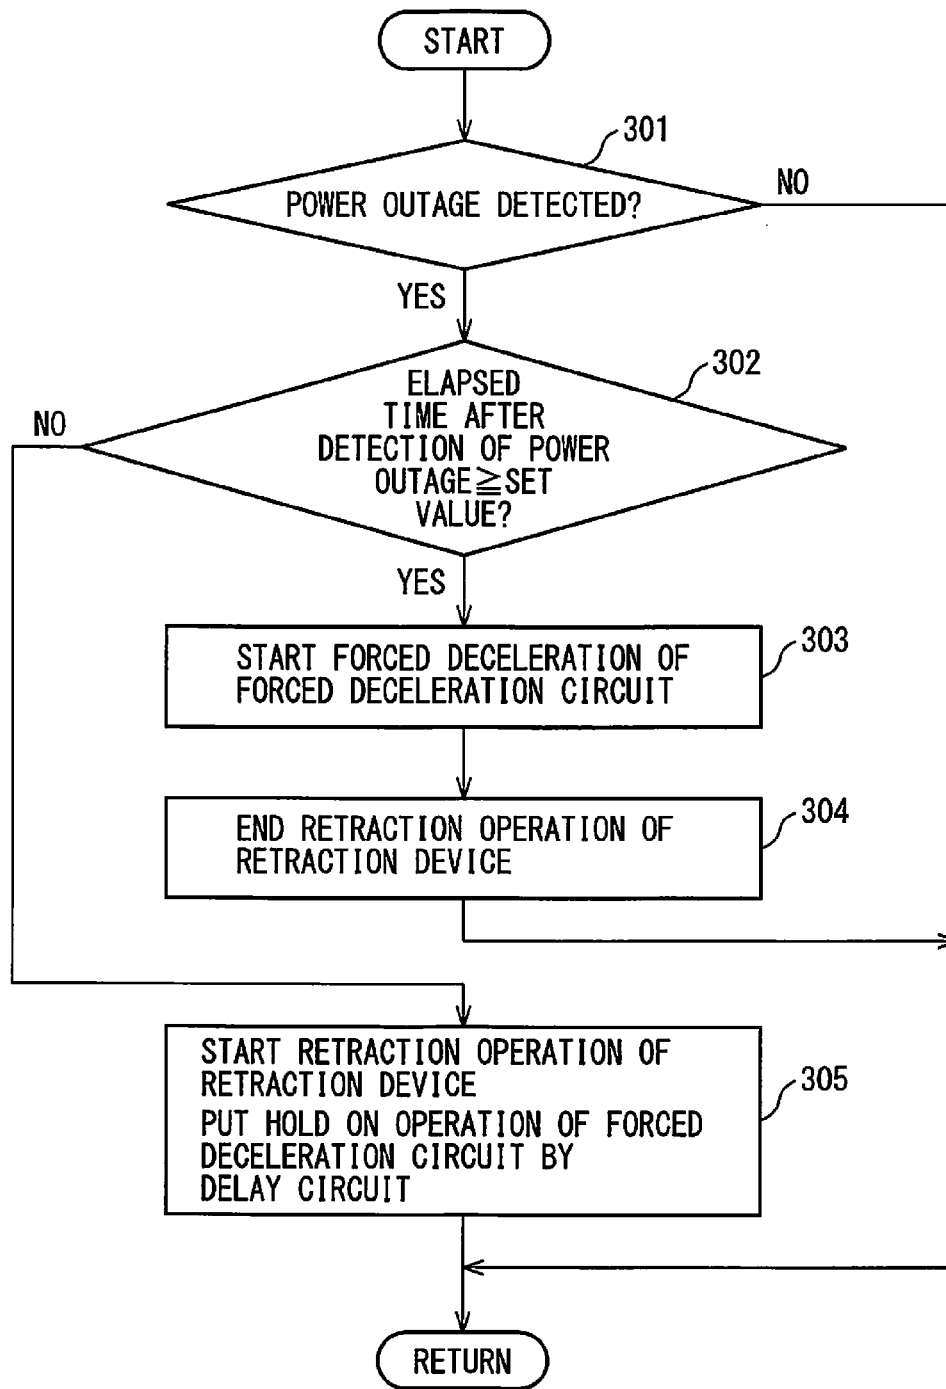 START
301
POWER OUTAGE DETECTED?
NO
YES
302
ELAPSED
TIME AFTER
DETECTION OF POWER
OUTAGE≧SET
VALUE?
NO
YES
303
START FORCED DECELERATION OF
FORCED DECELERATION CIRCUIT
304
END RETRACTION OPERATION OF
RETRACTION DEVICE
305
START RETRACTION OPERATION OF
RETRACTION DEVICE
PUT HOLD ON OPERATION OF FORCED
DECELERATION CIRCUIT BY
DELAY CIRCUIT
RETURN